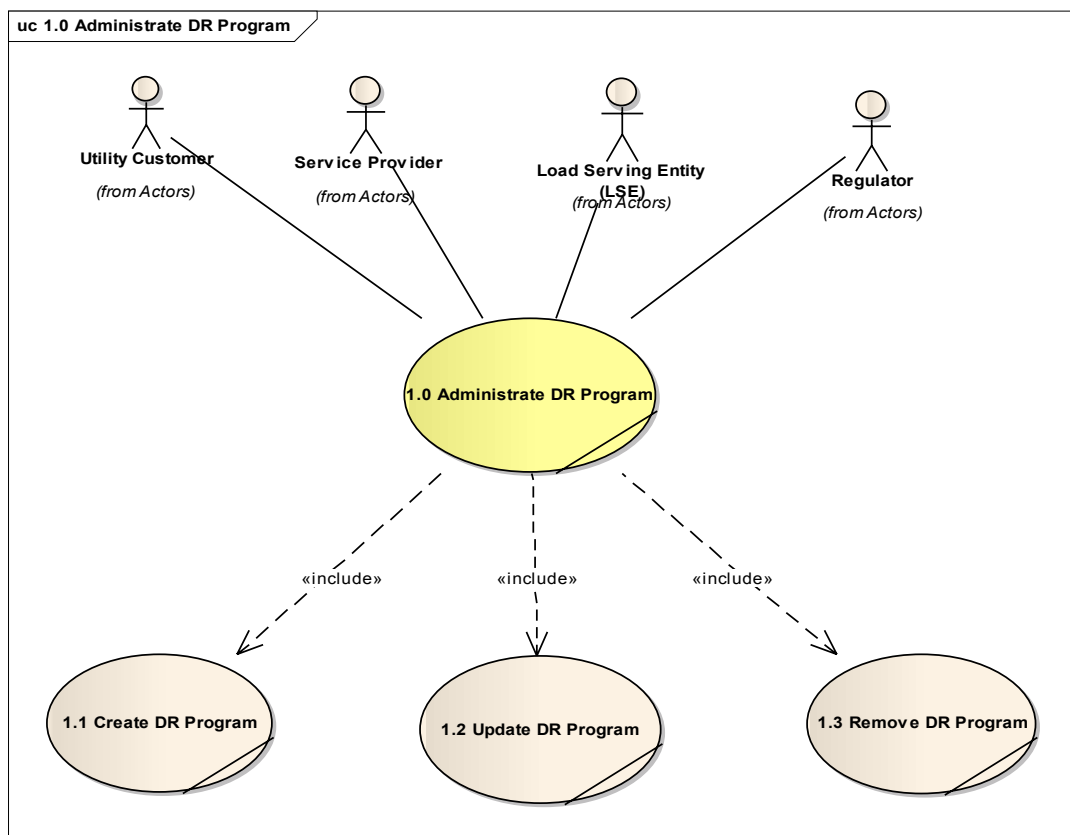 uc 1.0 Administrate DR Program
Utility Customer
(from Actors)
Service Provider
(from Actors)
Load Serving Entity
(LSE)
(from Actors)
Regulator
(from Actors)
1.0 Administrate DR Program
«include»
«include»
«include»
1.1 Create DR Program
1.2 Update DR Program
1.3 Remove DR Program